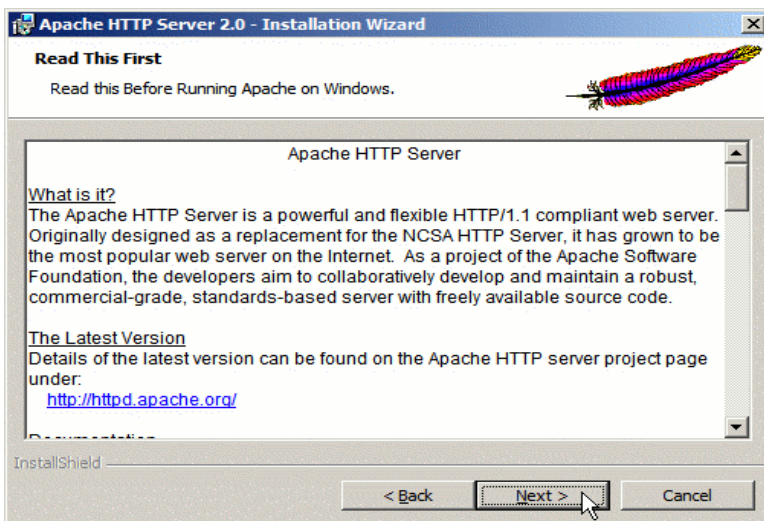 Apache HTTP Server 2.0 - Installation Wizard
Read This First
Read this Before Running Apache on Windows.
Apache HTTP Server
What is it?
The Apache HTTP Server is a powerful and flexible HTTP/1.1 compliant web server.
Originally designed as a replacement for the NCSA HTTP Server, it has grown to be
the most popular web server on the Internet.  As a project of the Apache Software
Foundation, the developers aim to collaboratively develop and maintain a robust,
commercial-grade, standards-based server with freely available source code.
The Latest Version
Details of the latest version can be found on the Apache HTTP server project page
under:
http://httpd.apache.org/
InstallShield
< Back Next > Cancel